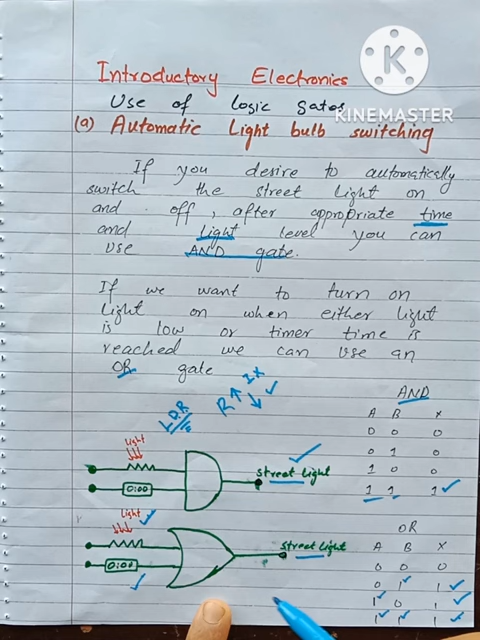 K
KINEMASTER
Introductory Electronics
Use of logic gates
(a) Automatic Light bulb switching
If you desire to automatically
switch the street light on
and off, after appropriate time
and light level you can
use AND gate.
If we want to turn on
light on when either light
is low or timer time is
reached we can use an
OR gate
L.D.R
R↑ I.X
↓
AND
A B X
0 0 0
0 1 0
1 0 0
1 1 1
Light
0:00
Street light
Light
0:00
Street light
OR
A B X
0 0 0
0 1 1
1 0 1
1 1 1